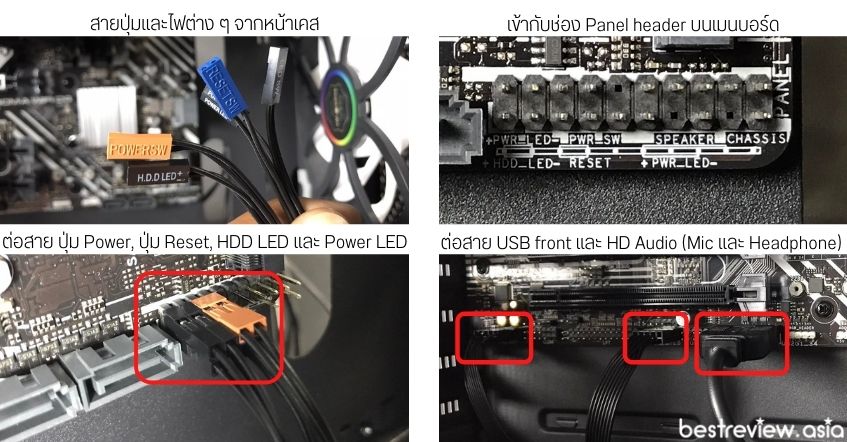 สายปุ่มและไฟต่าง ๆ จากหน้าเคส
เข้ากับช่อง Panel header บนเมนบอร์ด
RESET SW
POWER LE
POWER SW
H.D.D LED+
PANEL
+PWR_LED- PWR_SW SPEAKER CHASSIS
+HDD_LED- RESET +PWR_LED-
ต่อสาย ปุ่ม Power, ปุ่ม Reset, HDD LED และ Power LED
ต่อสาย USB front และ HD Audio (Mic และ Headphone)
bestreview.asia